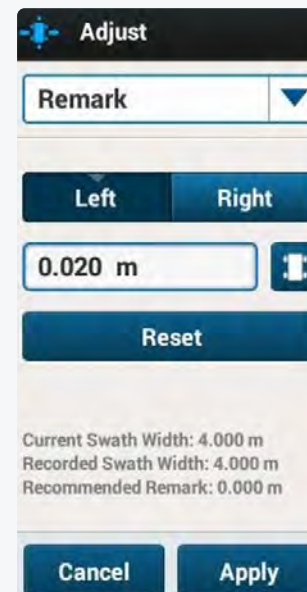 Adjust
Remark
Left Right
0.020 m
Reset
Current Swath Width: 4.000 m
Recorded Swath Width: 4.000 m
Recommended Remark: 0.000 m
Cancel Apply